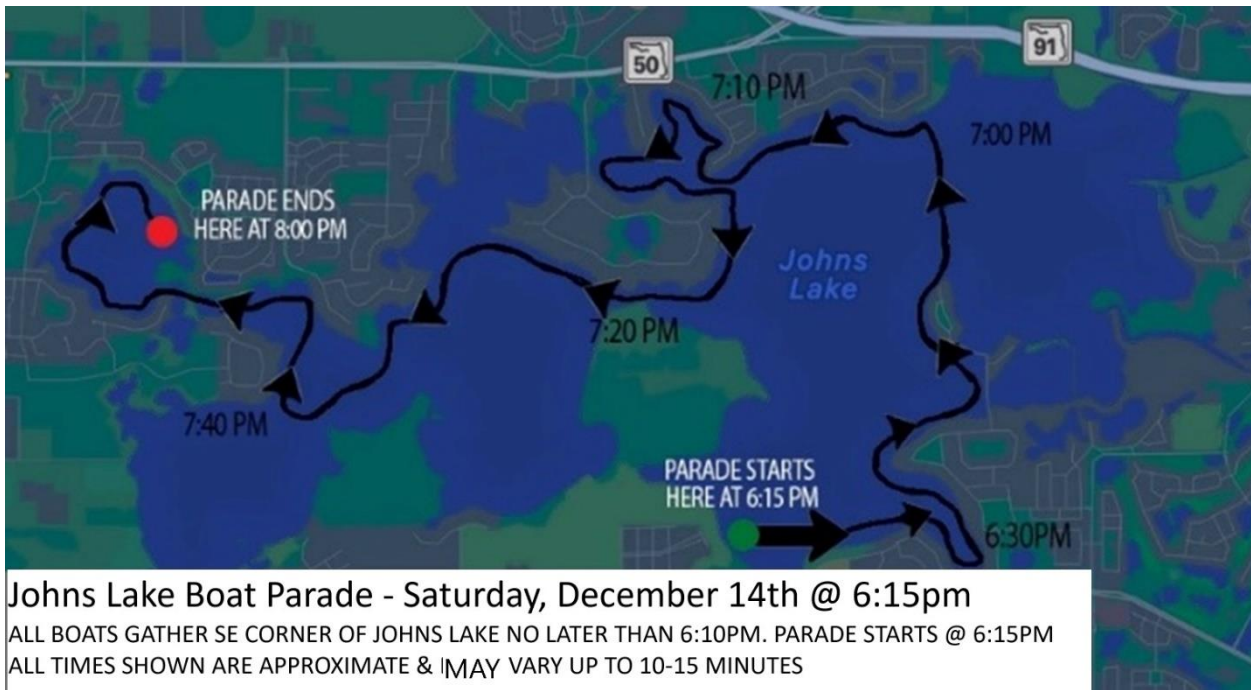 50
91
7:10 PM
7:00 PM
PARADE ENDS
HERE AT 8:00 PM
Johns
Lake
7:20 PM
7:40 PM
PARADE STARTS
HERE AT 6:15 PM
6:30PM
Johns Lake Boat Parade - Saturday, December 14th @ 6:15pm
ALL BOATS GATHER SE CORNER OF JOHNS LAKE NO LATER THAN 6:10PM. PARADE STARTS @ 6:15PM
ALL TIMES SHOWN ARE APPROXIMATE & MAY VARY UP TO 10-15 MINUTES